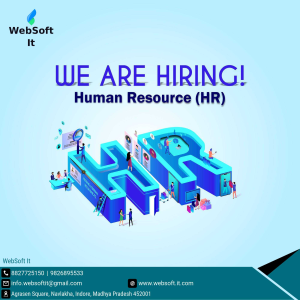 WebSoft
It
WE ARE HIRING!
Human Resource (HR)
HR
WebSoft It
8827725150 | 9826895533
info.websoftit@gmail.com
www.websoft.it.com
Agrasen Square, Navlakha, Indore, Madhya Pradesh 452001